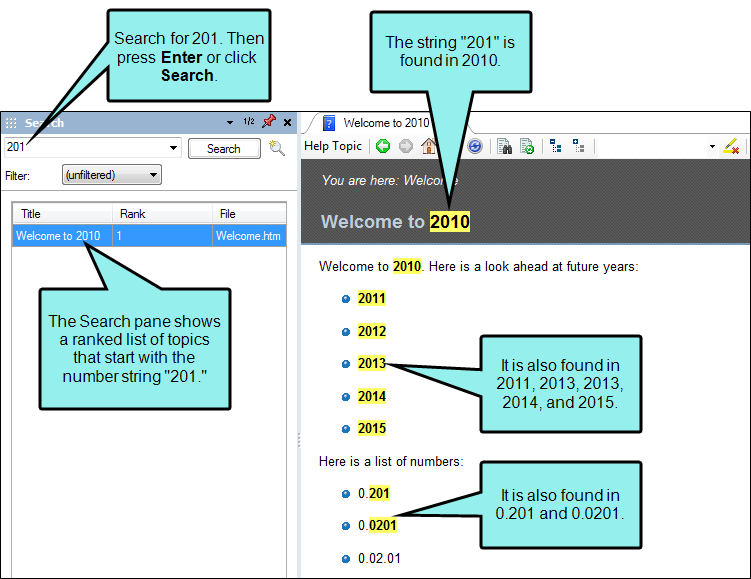 Search for 201. Then
press Enter or click
Search.
The string "201" is
found in 2010.
Search
1/2
201
Search
Filter:
(unfiltered)
Title Rank File
Welcome to 2010 1 Welcome.htm
The Search pane shows
a ranked list of topics
that start with the
number string "201."
Welcome to 2010
Help Topic
You are here: Welcome
Welcome to 2010
Welcome to 2010. Here is a look ahead at future years:
2011
2012
2013
2014
2015
It is also found in
2011, 2013, 2013,
2014, and 2015.
Here is a list of numbers:
0.201
0.0201
0.02.01
It is also found in
0.201 and 0.0201.